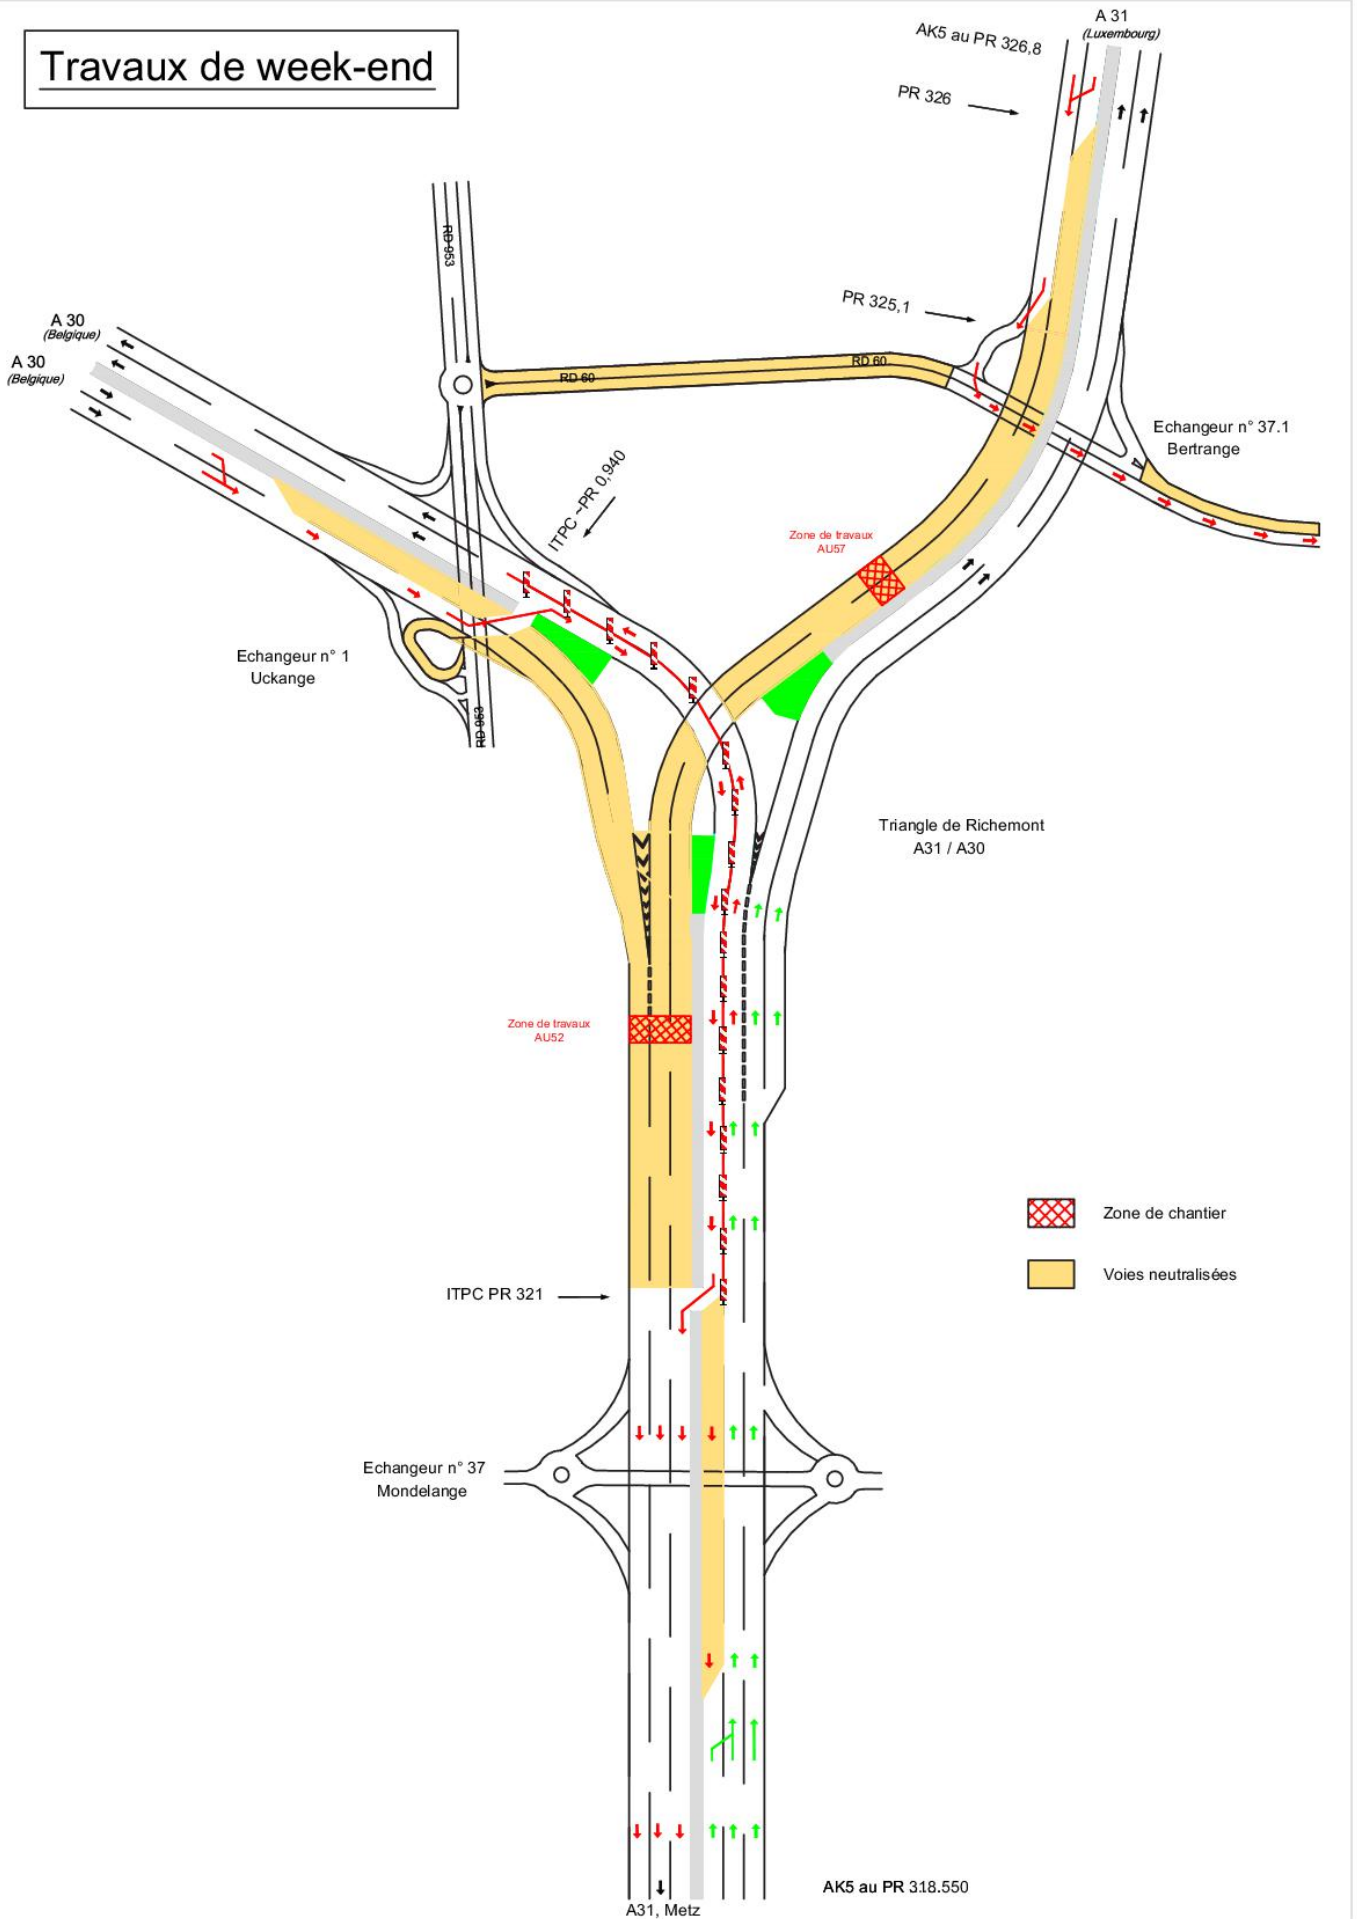 Travaux de week-end
A 31
(Luxembourg)
AK5 au PR 326,8
PR 326
RD 953
PR 325,1
A 30
(Belgique)
A 30
(Belgique)
RD 60
RD 60
Echangeur n° 37.1
Bertrange
ITPC ~PR 0,940
Zone de travaux
AU57
Echangeur n° 1
Uckange
RD 953
Triangle de Richemont
A31 / A30
Zone de travaux
AU52
Zone de chantier
Voies neutralisées
ITPC PR 321
Echangeur n° 37
Mondelange
AK5 au PR 318.550
A31, Metz